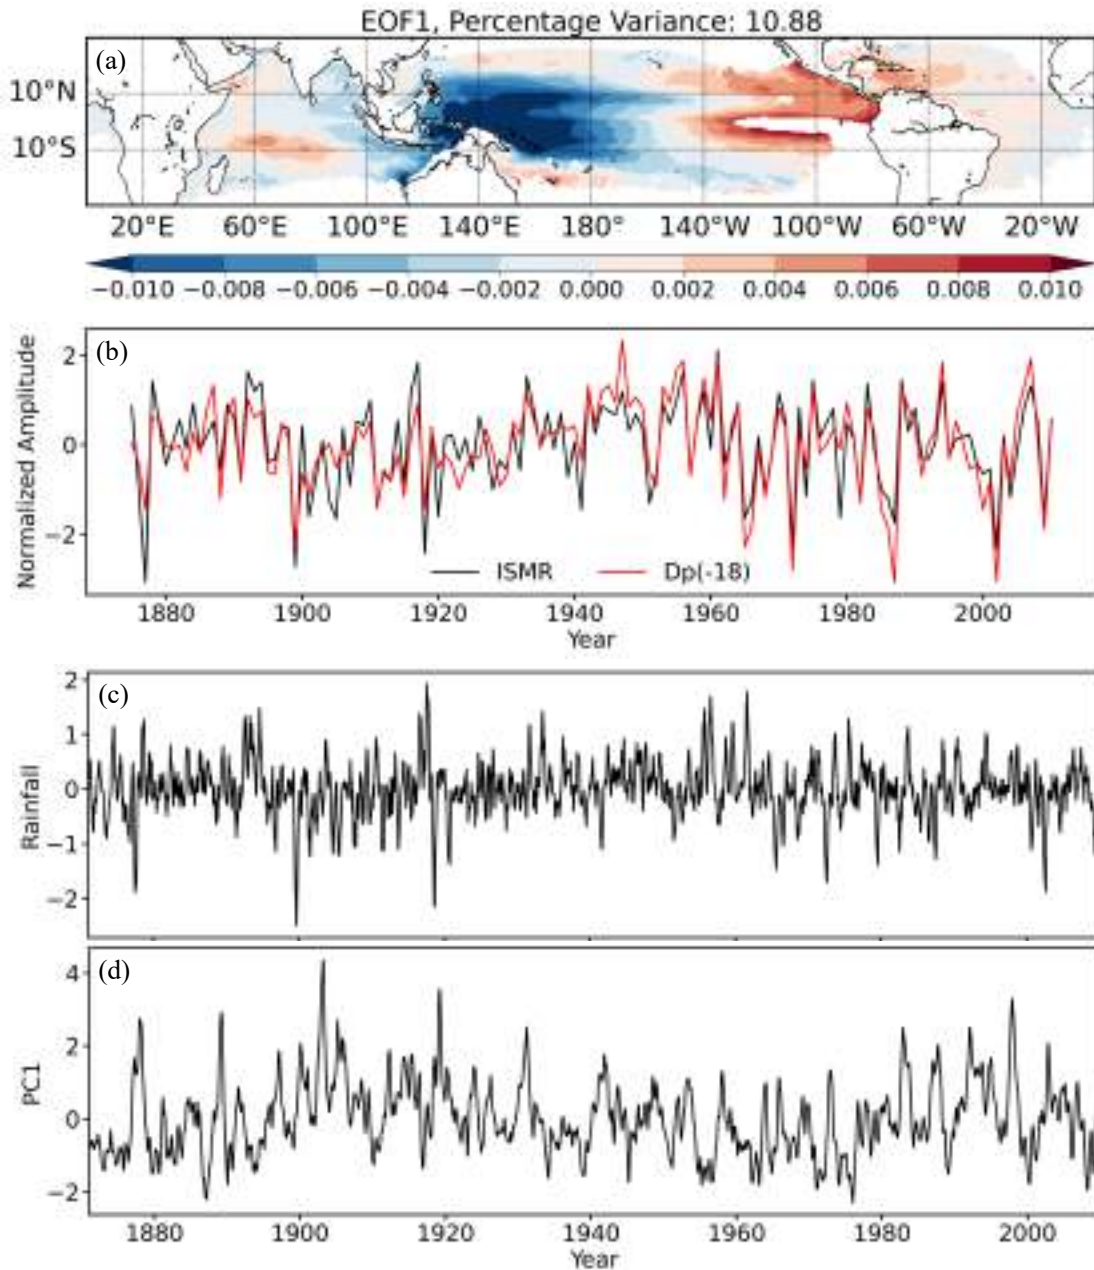 EOF1, Percentage Variance: 10.88
(a)
10°N
10°S
20°E 60°E 100°E 140°E 180° 140°W 100°W 60°W 20°W
−0.010 −0.008 −0.006 −0.004 −0.002 0.000 0.002 0.004 0.006 0.008 0.010
(b)
Normalized Amplitude
2
0
−2
ISMR Dp(-18)
1880 1900 1920 1940 1960 1980 2000
Year
(c)
Rainfall
2
1
0
−1
−2
(d)
PC1
4
2
0
−2
1880 1900 1920 1940 1960 1980 2000
Year